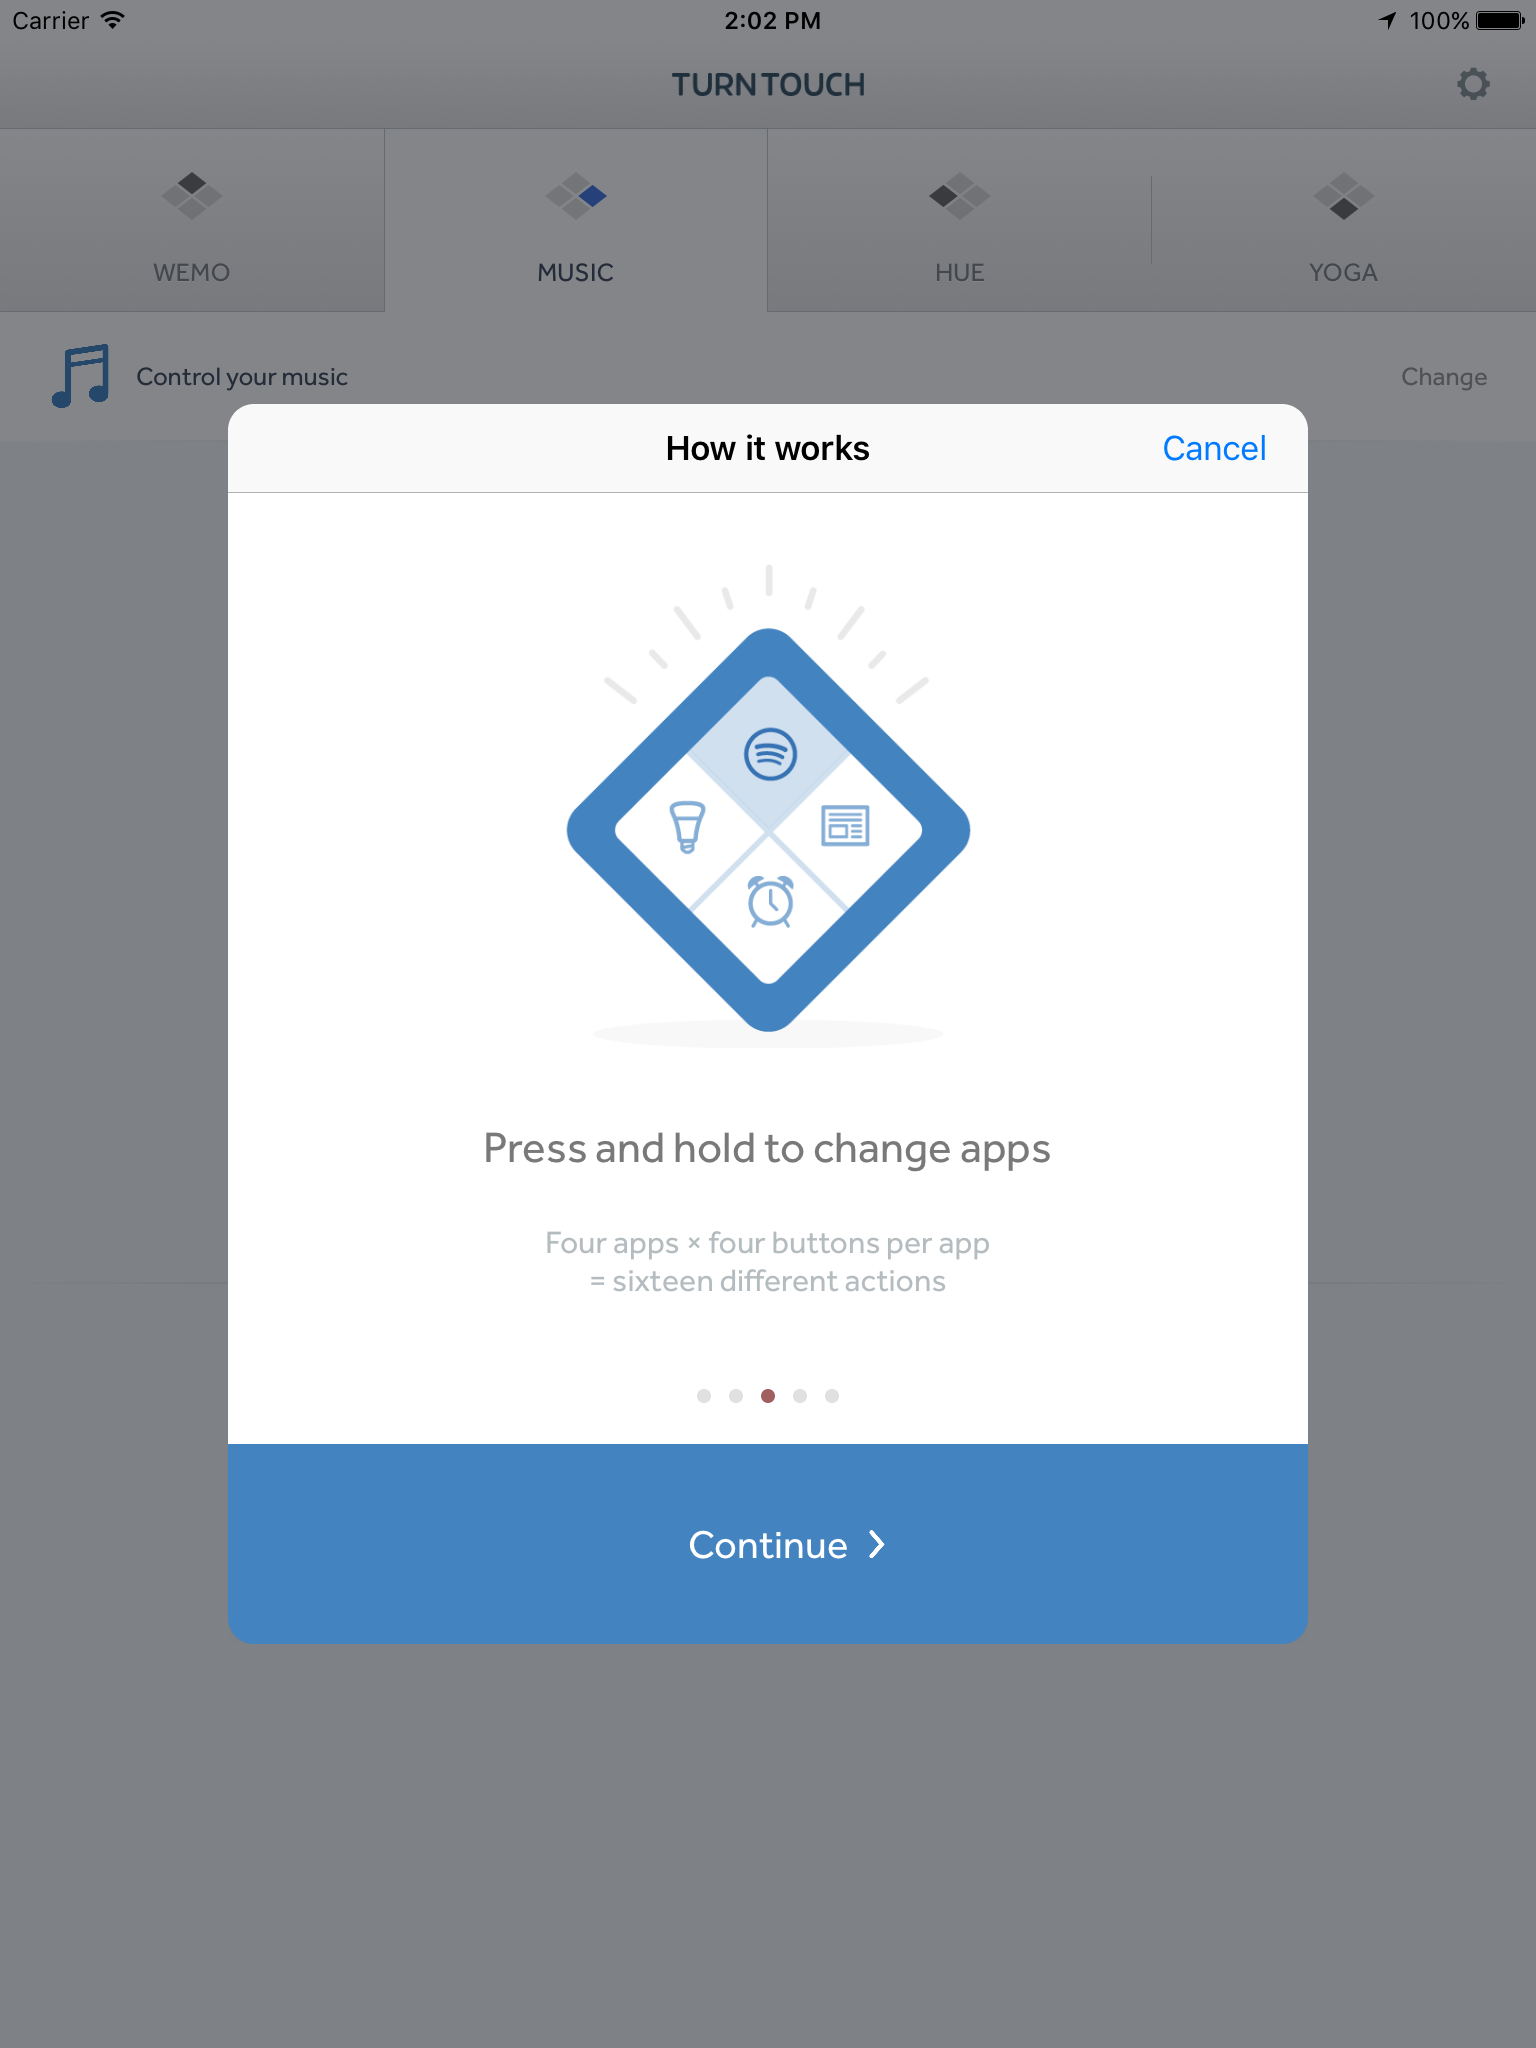 Carrier
2:02 PM
100%
TURN TOUCH
WEMO
MUSIC
HUE
YOGA
Control your music
Change
How it works
Cancel
Press and hold to change apps
Four apps × four buttons per app
= sixteen different actions
Continue